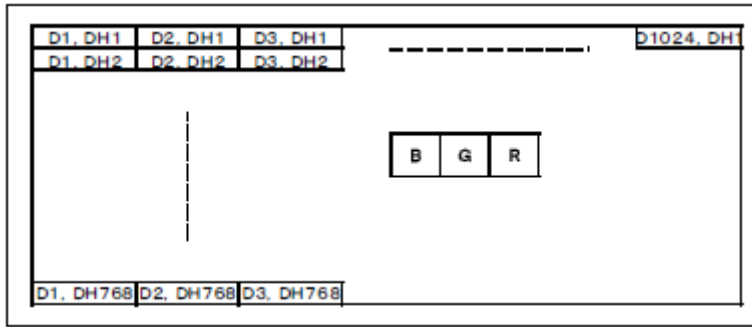 D1, DH1 D2, DH1 D3, DH1 D1024, DH1
D1, DH2 D2, DH2 D3, DH2
B G R
D1, DH768 D2, DH768 D3, DH768